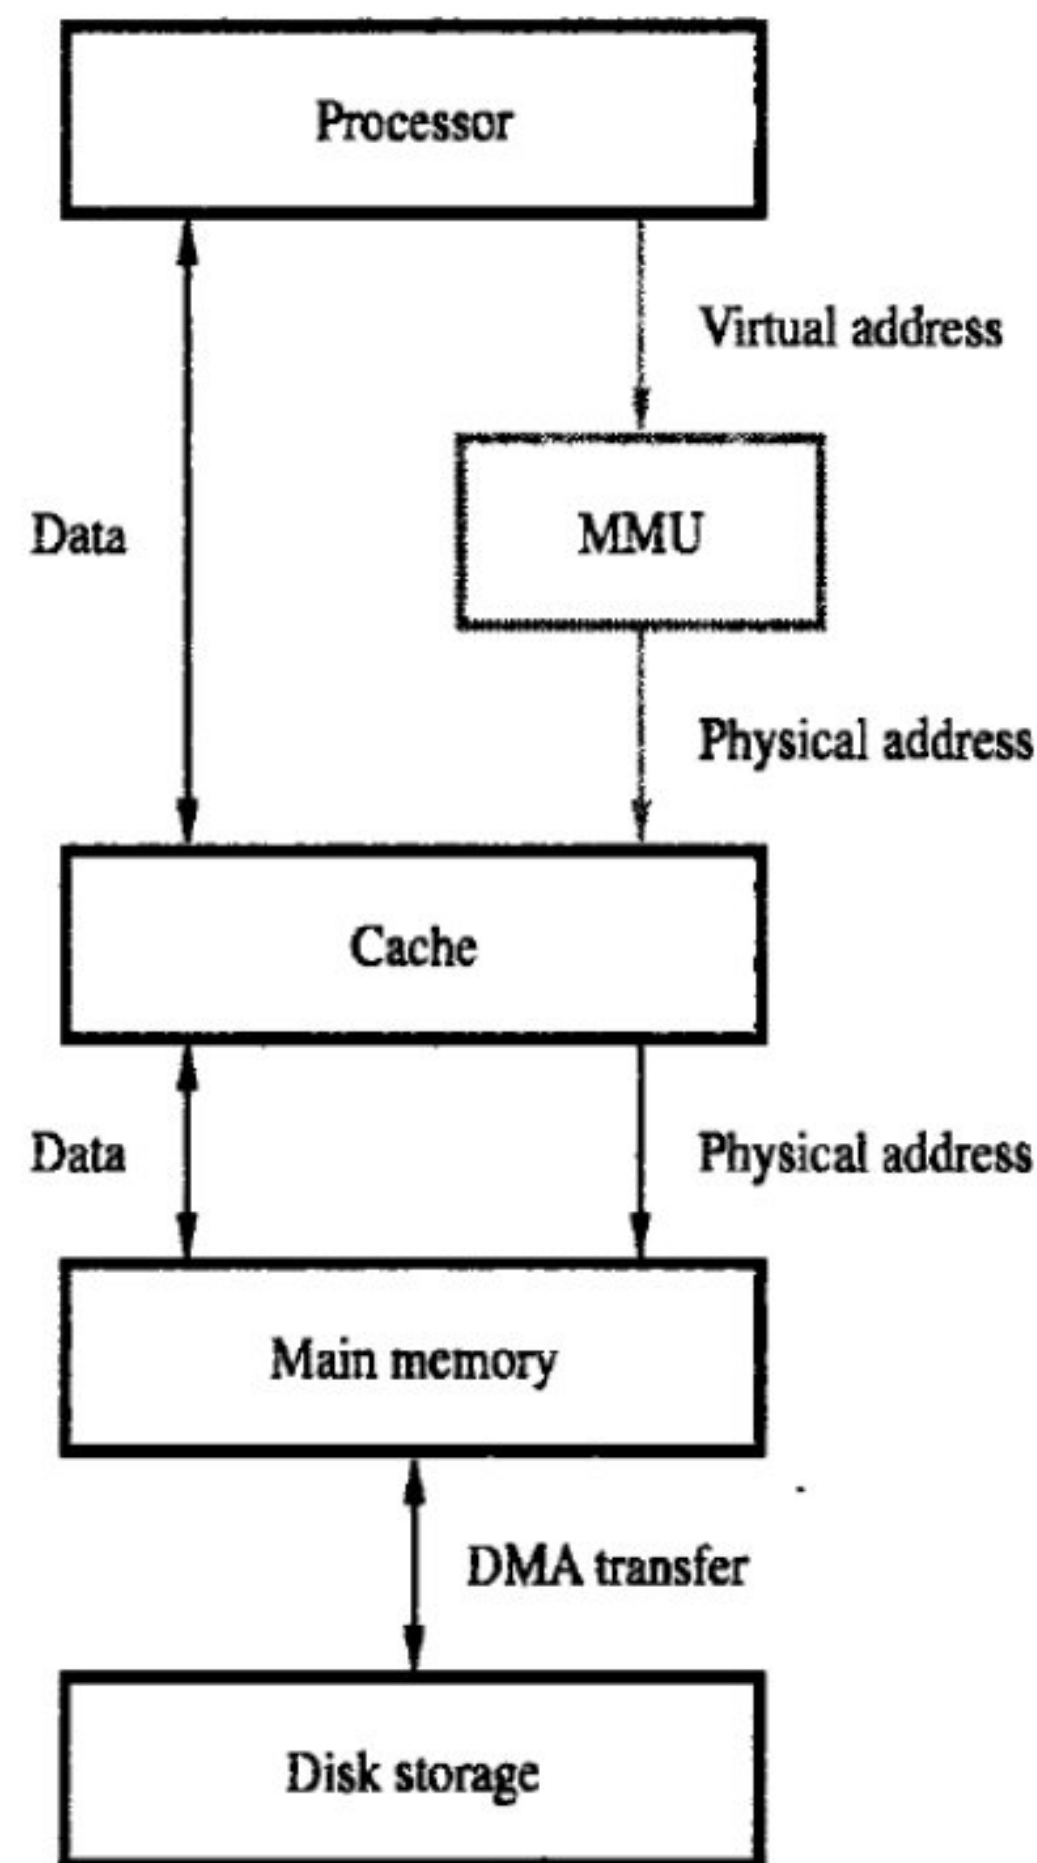 Processor
Virtual address
MMU
Data
Physical address
Cache
Data
Physical address
Main memory
DMA transfer
Disk storage